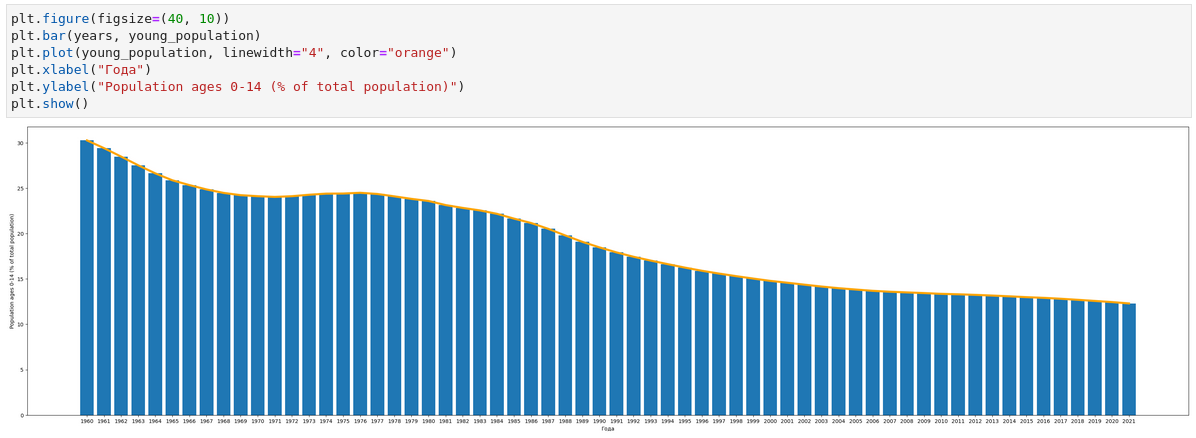 plt.figure(figsize=(40, 10))
plt.bar(years, young_population)
plt.plot(young_population, linewidth="4", color="orange")
plt.xlabel("Года")
plt.ylabel("Population ages 0-14 (% of total population)")
plt.show()
30
25
20
15
10
5
0
Population ages 0-14 (% of total population)
1960 1961 1962 1963 1964 1965 1966 1967 1968 1969 1970 1971 1972 1973 1974 1975 1976 1977 1978 1979 1980 1981 1982 1983 1984 1985 1986 1987 1988 1989 1990 1991 1992 1993 1994 1995 1996 1997 1998 1999 2000 2001 2002 2003 2004 2005 2006 2007 2008 2009 2010 2011 2012 2013 2014 2015 2016 2017 2018 2019 2020 2021
Года